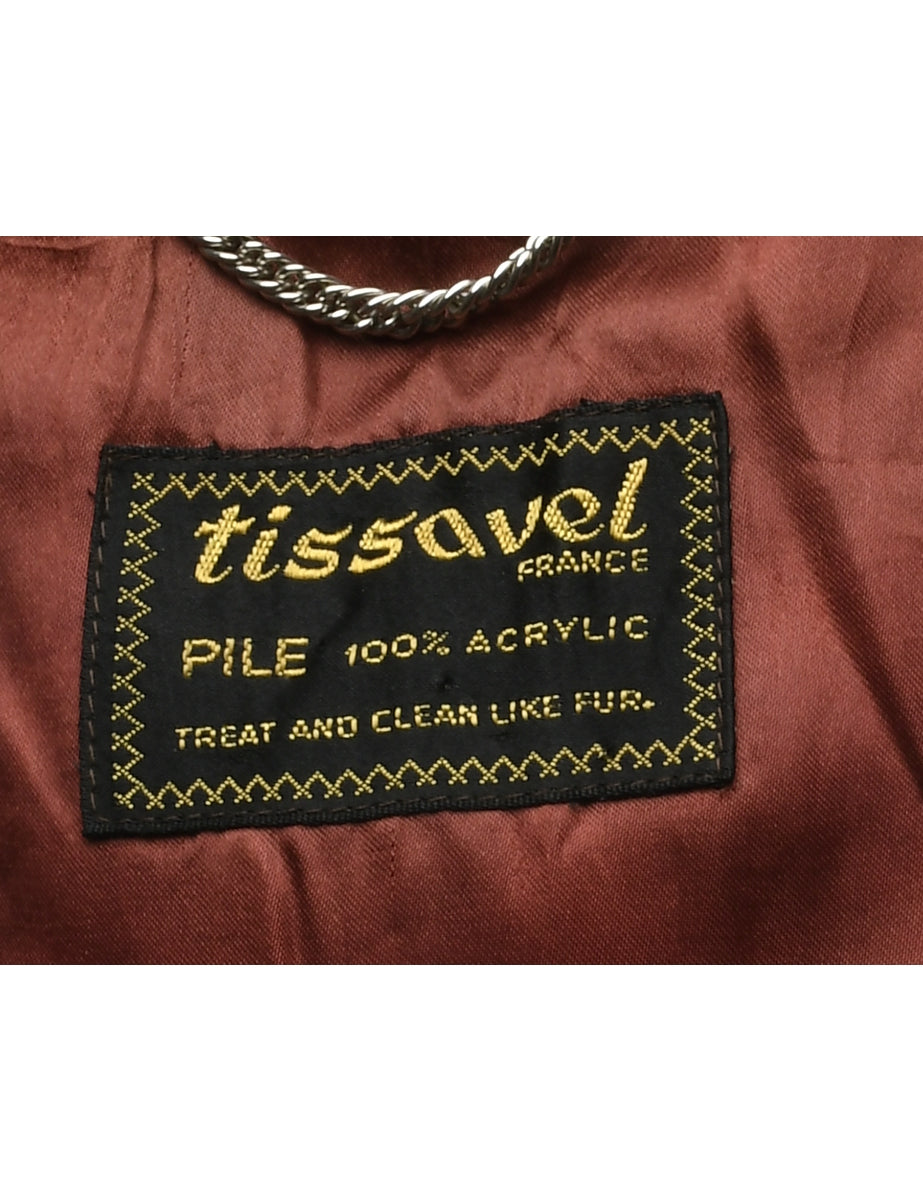 tissavel
FRANCE
PILE 100% ACRYLIC
TREAT AND CLEAN LIKE FUR.